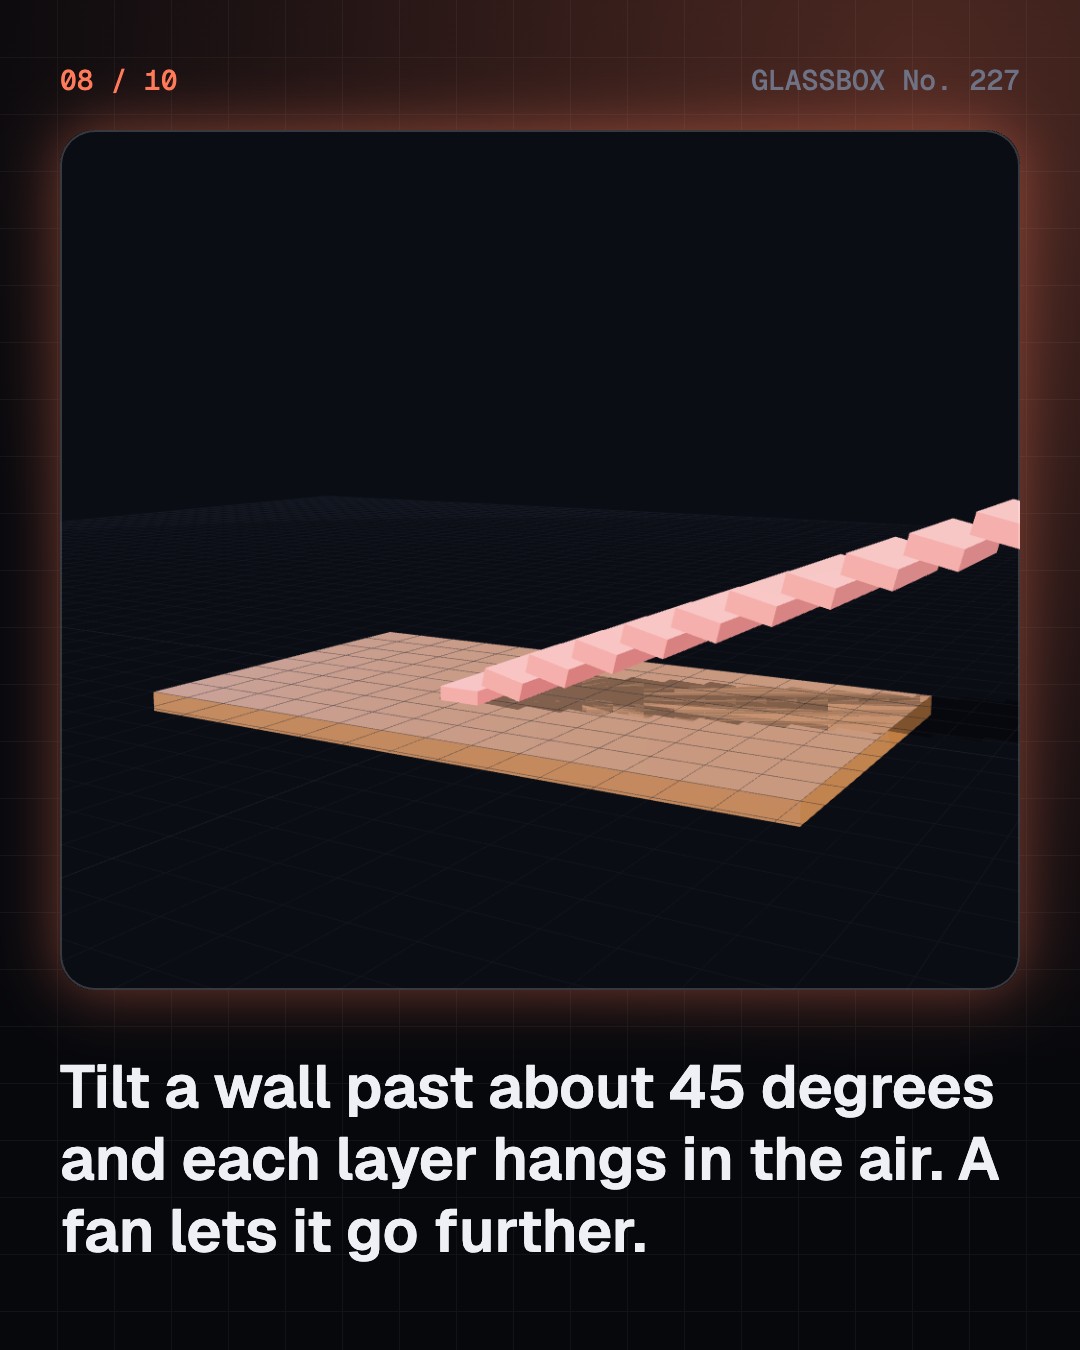 08 / 10
GLASSBOX No. 227
Tilt a wall past about 45 degrees
and each layer hangs in the air. A
fan lets it go further.